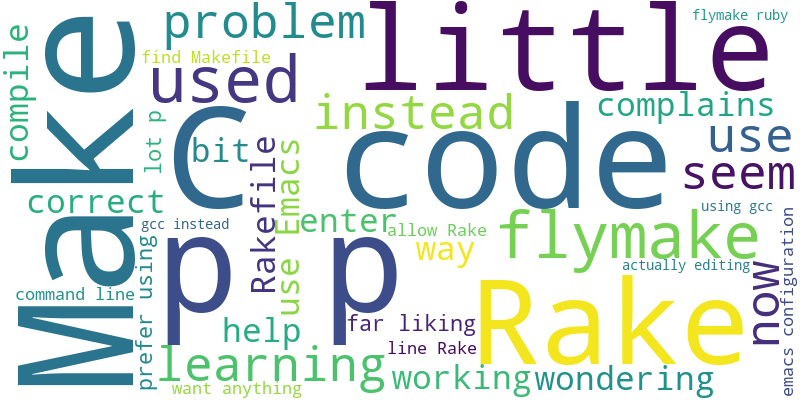 Make
compile
problem
little
flymake ruby
find Makefile
used
C
code
instead
complains
use
bit
lot p
seem
correct
Rakefile
use Emacs
enter
using gcc
gcc instead
p p
allow Rake
flymake
way
actually editing
now
emacs configuration
prefer using
command line
far liking
Rake
help
line Rake
learning
working
wondering
want anything